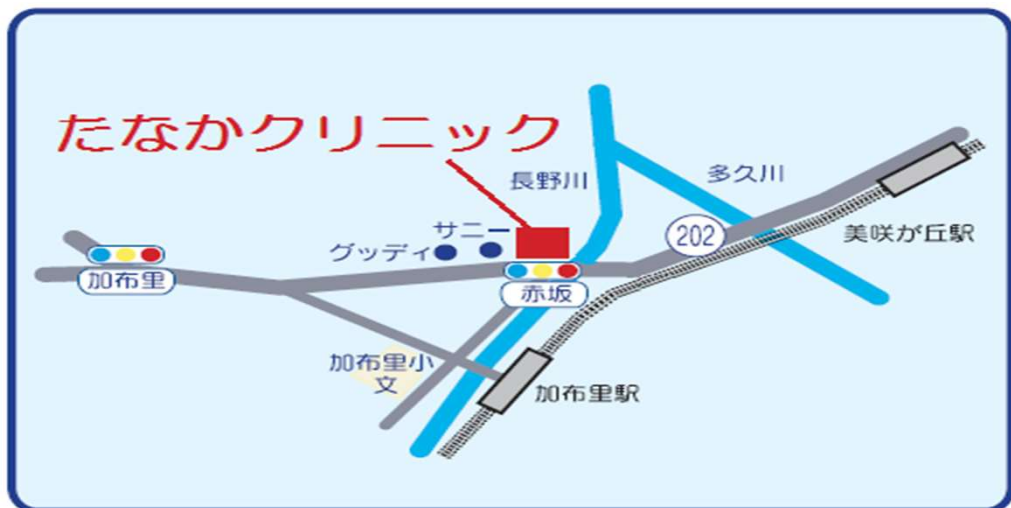 たなかクリニック
長野川
多久川
サニー
グッディ
202
美咲が丘駅
加布里
赤坂
加布里小
文
加布里駅